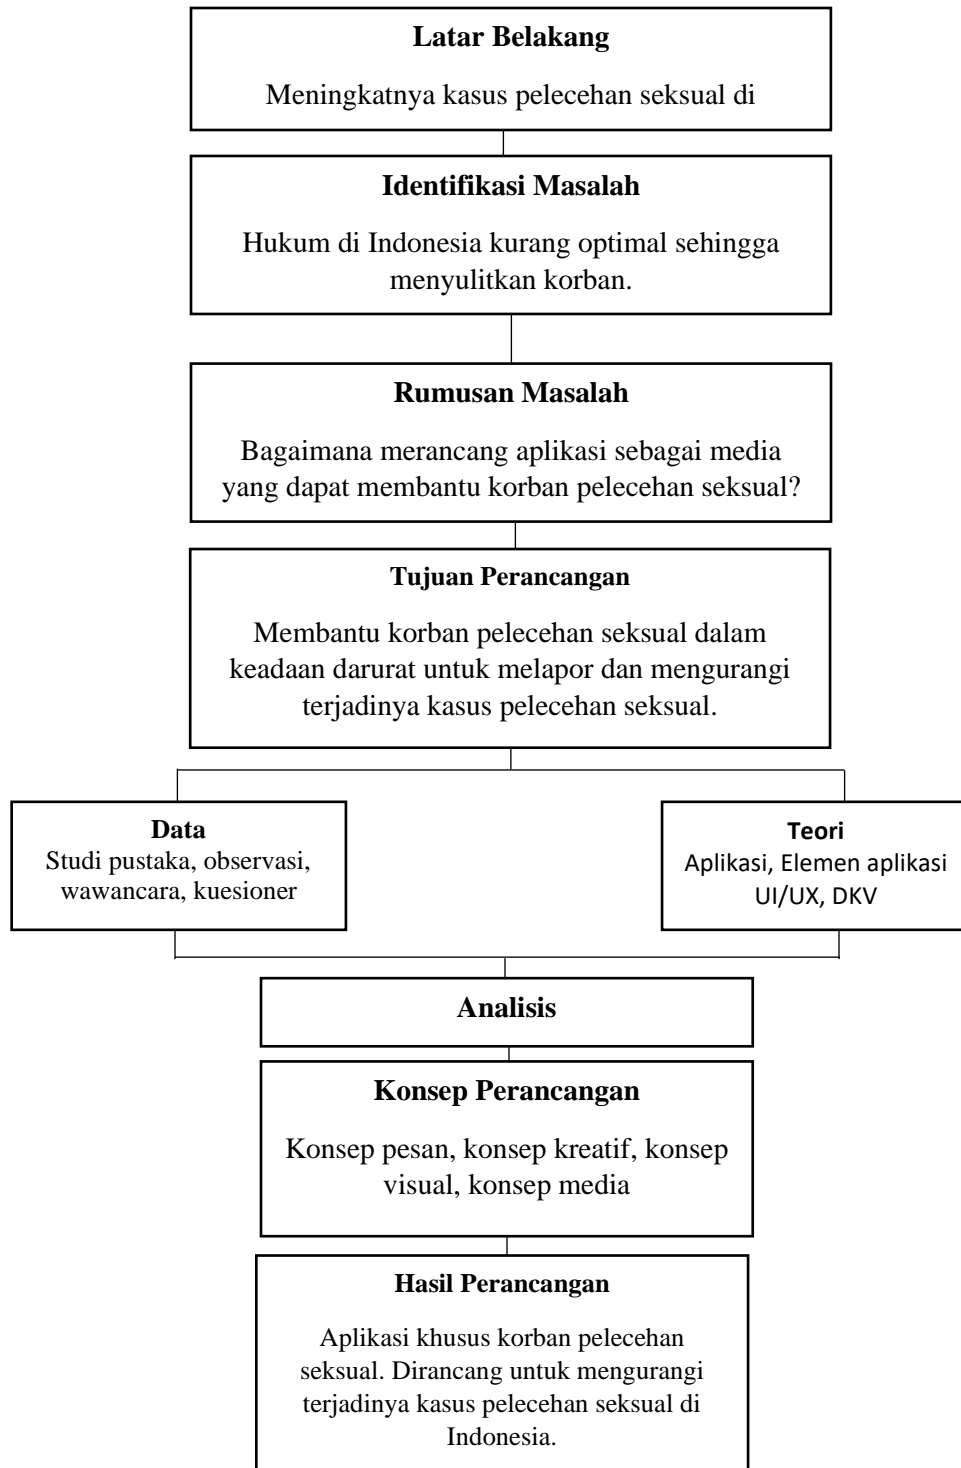 Latar Belakang
Meningkatnya kasus pelecehan seksual di
Identifikasi Masalah
Hukum di Indonesia kurang optimal sehingga
menyulitkan korban.
Rumusan Masalah
Bagaimana merancang aplikasi sebagai media
yang dapat membantu korban pelecehan seksual?
Tujuan Perancangan
Membantu korban pelecehan seksual dalam
keadaan darurat untuk melapor dan mengurangi
terjadinya kasus pelecehan seksual.
Data
Studi pustaka, observasi,
wawancara, kuesioner
Teori
Aplikasi, Elemen aplikasi
UI/UX, DKV
Analisis
Konsep Perancangan
Konsep pesan, konsep kreatif, konsep
visual, konsep media
Hasil Perancangan
Aplikasi khusus korban pelecehan
seksual. Dirancang untuk mengurangi
terjadinya kasus pelecehan seksual di
Indonesia.